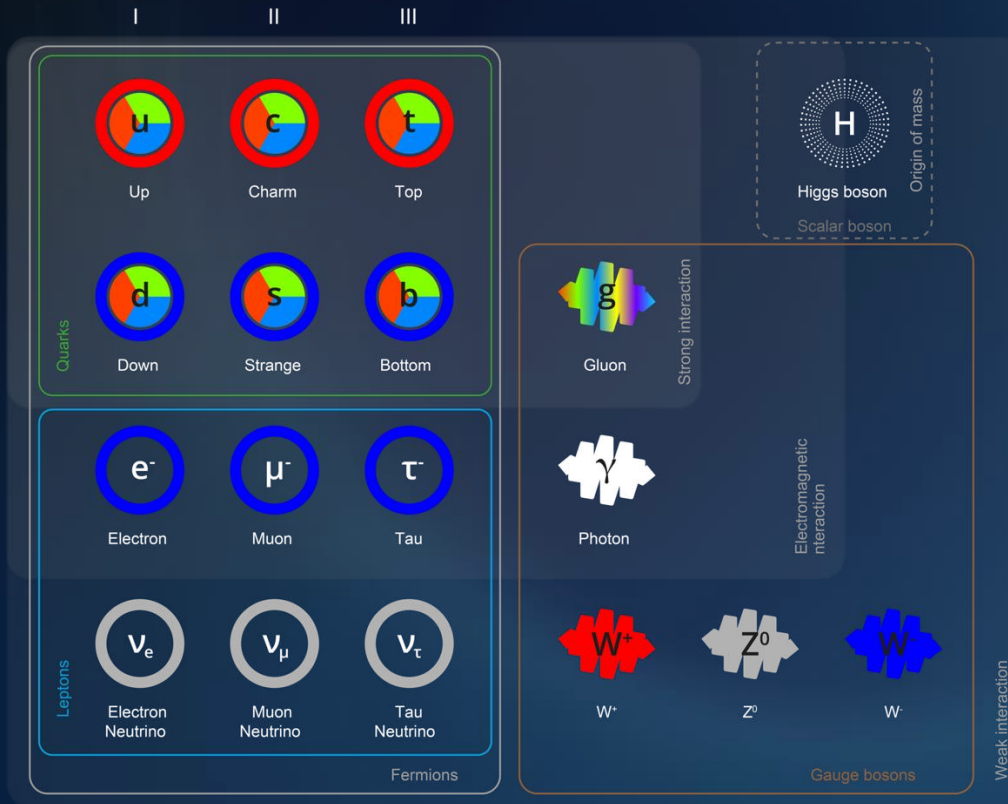 I II III
u c t H
Up Charm Top Higgs boson
Origin of mass
Scalar boson
d s b g
Down Strange Bottom Gluon
Quarks
Strong interaction
e⁻ μ⁻ τ⁻ γ
Electron Muon Tau Photon
Electromagnetic
nteraction
νe νμ ντ W⁺ Z⁰ W⁻
Electron Muon Tau W⁺ Z⁰ W⁻
Neutrino Neutrino Neutrino
Leptons
Fermions
Gauge bosons
Weak interaction